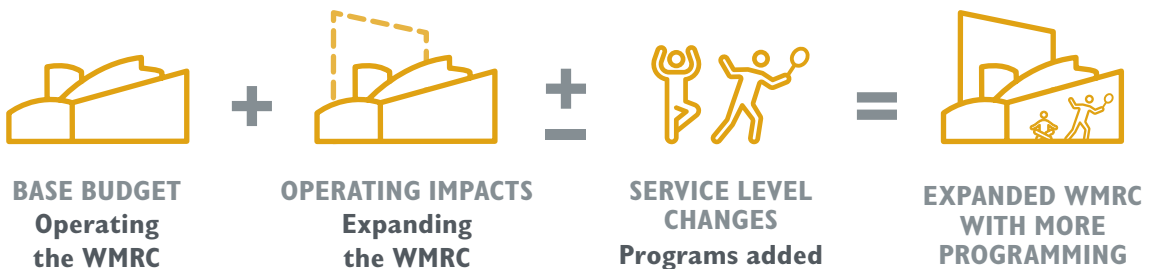 BASE BUDGET
Operating
the WMRC
OPERATING IMPACTS
Expanding
the WMRC
SERVICE LEVEL
CHANGES
Programs added
EXPANDED WMRC
WITH MORE
PROGRAMMING